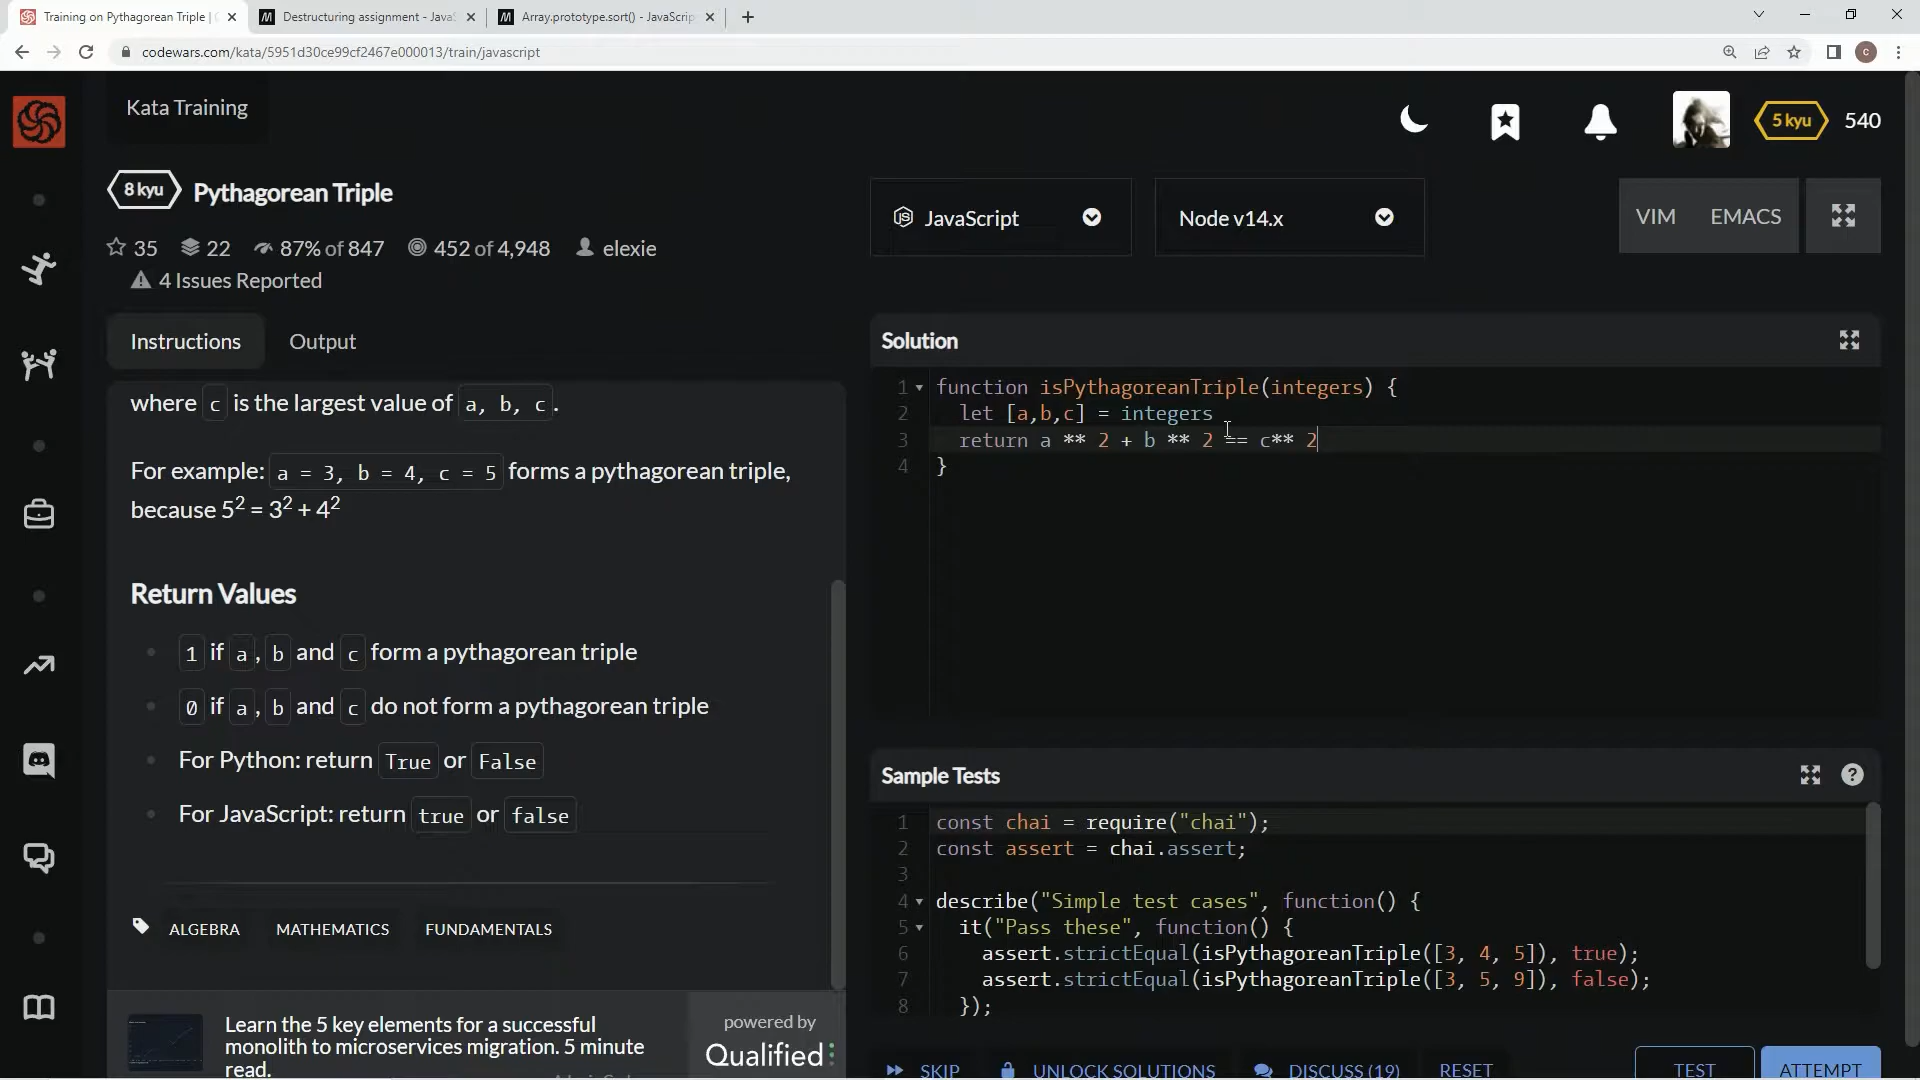 Training on Pythagorean Triple |
Destructuring assignment - JavaS
Array.prototype.sort() - JavaScrip
codewars.com/kata/5951d30ce99cf2467e000013/train/javascript
C
Kata Training
5 kyu 540
8 kyu Pythagorean Triple
35 22 87% of 847 452 of 4,948 elexie
4 Issues Reported
JavaScript
Node v14.x
VIM EMACS
Instructions Output
where c is the largest value of a, b, c.
For example: a = 3, b = 4, c = 5 forms a pythagorean triple,
because 5² = 3² + 4²
Return Values
1 if a, b and c form a pythagorean triple
0 if a, b and c do not form a pythagorean triple
For Python: return True or False
For JavaScript: return true or false
ALGEBRA MATHEMATICS FUNDAMENTALS
Learn the 5 key elements for a successful
monolith to microservices migration. 5 minute
read.
powered by
Qualified
Solution
1 function isPythagoreanTriple(integers) {
2 let [a,b,c] = integers
3 return a ** 2 + b ** 2 == c** 2
4 }
Sample Tests
1 const chai = require("chai");
2 const assert = chai.assert;
3
4 describe("Simple test cases", function() {
5 it("Pass these", function() {
6 assert.strictEqual(isPythagoreanTriple([3, 4, 5]), true);
7 assert.strictEqual(isPythagoreanTriple([3, 5, 9]), false);
8 });
SKIP UNLOCK SOLUTIONS DISCUSS (19) RESET TEST ATTEMPT